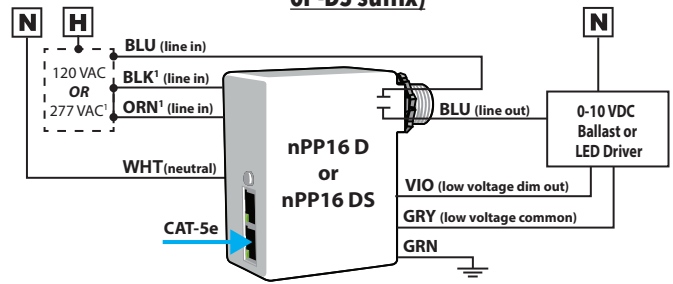 or -DS suffix)
N
H
N
BLU (line in)
120 VAC
OR
277 VAC¹
BLK¹ (line in)
ORN¹ (line in)
WHT(neutral)
CAT-5e
nPP16 D
or
nPP16 DS
BLU (line out)
0-10 VDC
Ballast or
LED Driver
VIO (low voltage dim out)
GRY (low voltage common)
GRN